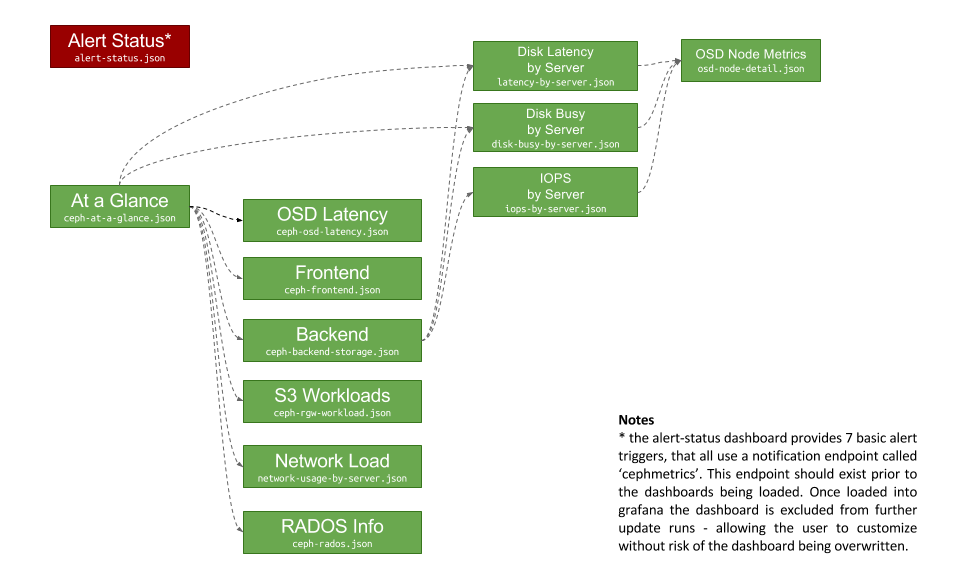 Alert Status*
alert-status.json
Disk Latency
by Server
latency-by-server.json
OSD Node Metrics
osd-node-detail.json
Disk Busy
by Server
disk-busy-by-server.json
IOPS
by Server
iops-by-server.json
At a Glance
ceph-at-a-glance.json
OSD Latency
ceph-osd-latency.json
Frontend
ceph-frontend.json
Backend
ceph-backend-storage.json
S3 Workloads
ceph-rgw-workload.json
Network Load
network-usage-by-server.json
RADOS Info
ceph-rados.json
Notes
* the alert-status dashboard provides 7 basic alert
triggers, that all use a notification endpoint called
‘cephmetrics’. This endpoint should exist prior to
the dashboards being loaded. Once loaded into
grafana the dashboard is excluded from further
update runs - allowing the user to customize
without risk of the dashboard being overwritten.